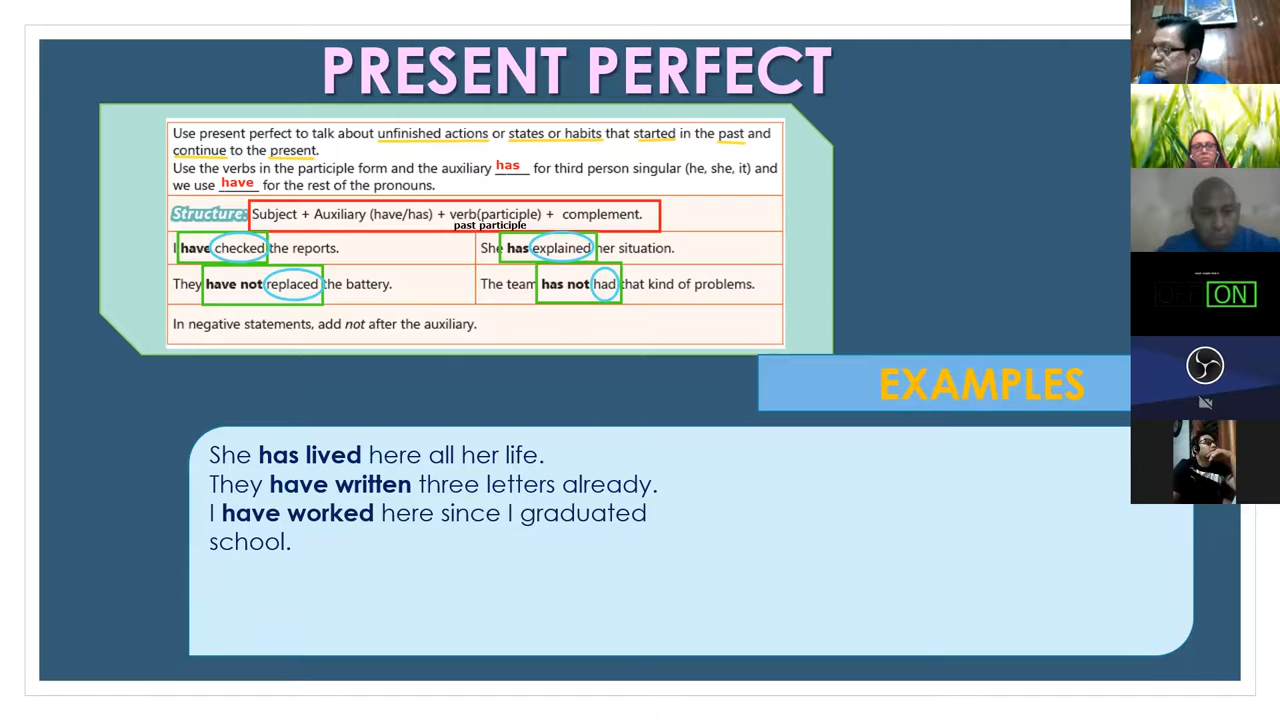 PRESENT PERFECT
Use present perfect to talk about unfinished actions or states or habits that started in the past and
continue to the present.
Use the verbs in the participle form and the auxiliary has for third person singular (he, she, it) and
we use have for the rest of the pronouns.
Structure: Subject + Auxiliary (have/has) + verb(participle) + complement.
past participle
I have checked the reports.
She has explained her situation.
They have not replaced the battery.
The team has not had that kind of problems.
In negative statements, add not after the auxiliary.
EXAMPLES
She has lived here all her life.
They have written three letters already.
I have worked here since I graduated
school.
OFF ON